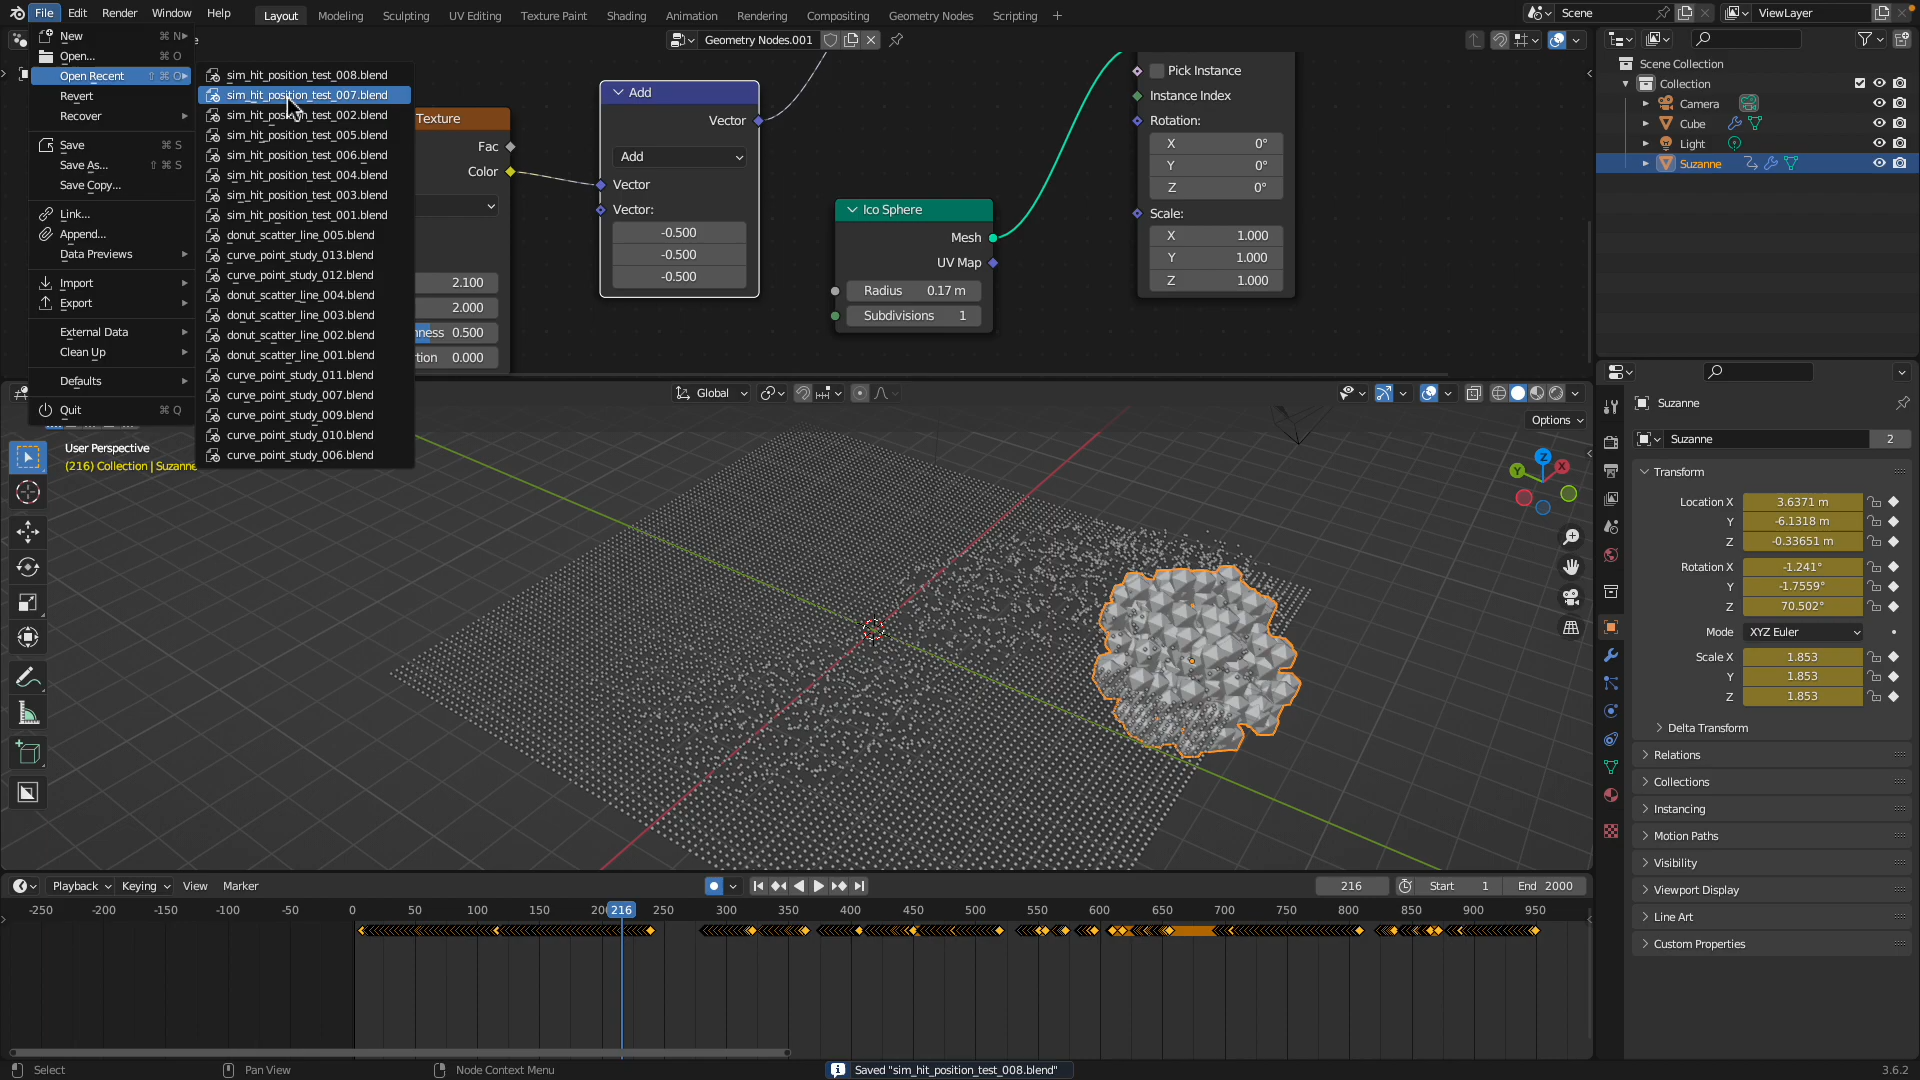 File Edit Render Window Help Layout Modeling Sculpting UV Editing Texture Paint Shading Animation Rendering Compositing Geometry Nodes Scripting + Scene ViewLayer
New ⌘ N
Open... ⌘ O
Open Recent ⇧ ⌘ O
Revert
Recover
Save ⌘ S
Save As... ⇧ ⌘ S
Save Copy...
Link...
Append...
Data Previews
Import
Export
External Data
Clean Up
Defaults
Quit ⌘ Q
sim_hit_position_test_008.blend
sim_hit_position_test_007.blend
sim_hit_position_test_002.blend
sim_hit_position_test_005.blend
sim_hit_position_test_006.blend
sim_hit_position_test_004.blend
sim_hit_position_test_003.blend
sim_hit_position_test_001.blend
donut_scatter_line_005.blend
curve_point_study_013.blend
curve_point_study_012.blend
donut_scatter_line_004.blend
donut_scatter_line_003.blend
donut_scatter_line_002.blend
donut_scatter_line_001.blend
curve_point_study_011.blend
curve_point_study_007.blend
curve_point_study_009.blend
curve_point_study_010.blend
curve_point_study_006.blend
Geometry Nodes.001
Texture
Fac
Color
2.100
2.000
0.500
0.000
Add
Vector
Add
Vector
Vector:
-0.500
-0.500
-0.500
Ico Sphere
Mesh
UV Map
Radius 0.17 m
Subdivisions 1
Pick Instance
Instance Index
Rotation:
X 0°
Y 0°
Z 0°
Scale:
X 1.000
Y 1.000
Z 1.000
Scene Collection
Collection
Camera
Cube
Light
Suzanne
Global
Options
User Perspective
(216) Collection | Suzanne
Z
Y X
Suzanne
Suzanne 2
Transform
Location X 3.6371 m
Y -6.1318 m
Z -0.33651 m
Rotation X -1.241°
Y -1.7559°
Z 70.502°
Mode XYZ Euler
Scale X 1.853
Y 1.853
Z 1.853
Delta Transform
Relations
Collections
Instancing
Motion Paths
Visibility
Viewport Display
Line Art
Custom Properties
Playback Keying View Marker 216 Start 1 End 2000
-250 -200 -150 -100 -50 0 50 100 150 216 250 300 350 400 450 500 550 600 650 700 750 800 850 900 950
Select Pan View Node Context Menu Saved "sim_hit_position_test_008.blend" 3.6.2